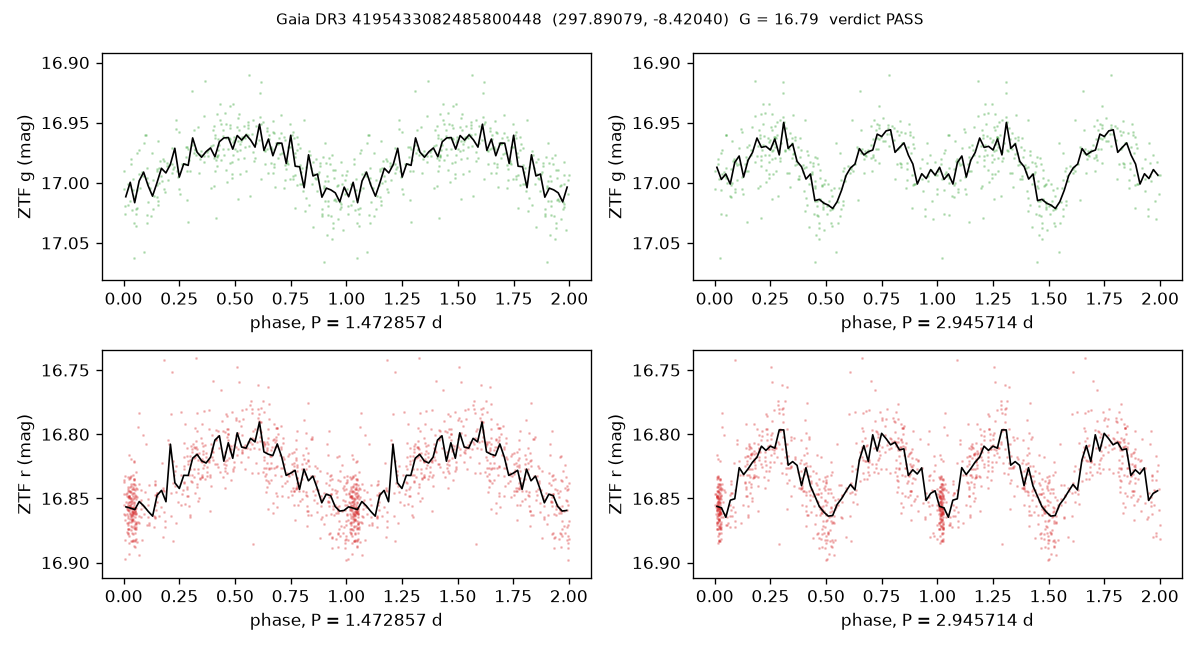 Gaia DR3 4195433082485800448 (297.89079, -8.42040) G = 16.79 verdict PASS
16.90
16.95
17.00
17.05
ZTF g (mag)
0.00 0.25 0.50 0.75 1.00 1.25 1.50 1.75 2.00
phase, P = 1.472857 d
16.90
16.95
17.00
17.05
ZTF g (mag)
0.00 0.25 0.50 0.75 1.00 1.25 1.50 1.75 2.00
phase, P = 2.945714 d
16.75
16.80
16.85
16.90
ZTF r (mag)
0.00 0.25 0.50 0.75 1.00 1.25 1.50 1.75 2.00
phase, P = 1.472857 d
16.75
16.80
16.85
16.90
ZTF r (mag)
0.00 0.25 0.50 0.75 1.00 1.25 1.50 1.75 2.00
phase, P = 2.945714 d